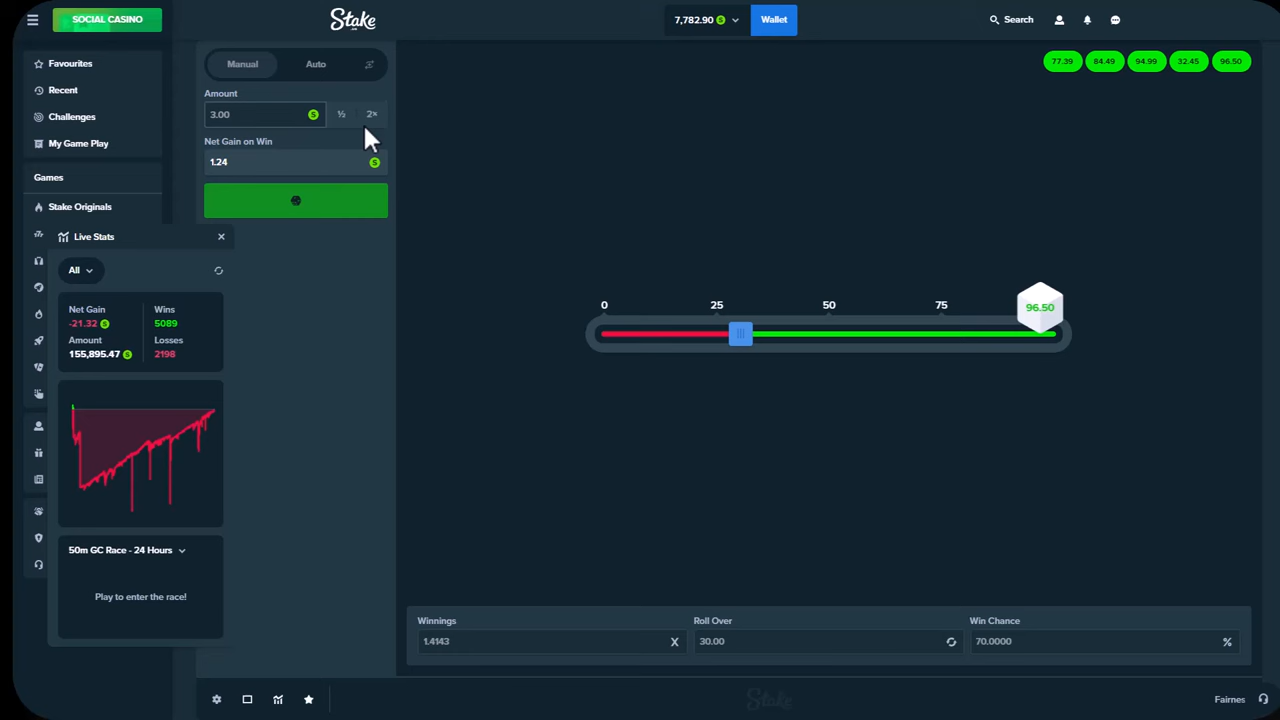 SOCIAL CASINO
Stake
7,782.90
Wallet
Search
Favourites
Recent
Challenges
My Game Play
Games
Stake Originals
Manual
Auto
Amount
3.00
½
2×
Net Gain on Win
1.24
77.39
84.49
94.99
32.45
96.50
Live Stats
All
Net Gain
-21.32
Wins
5089
Amount
155,895.47
Losses
2198
50m GC Race - 24 Hours
Play to enter the race!
0
25
50
75
96.50
Winnings
1.4143
X
Roll Over
30.00
Win Chance
70.0000
%
Stake
Fairnes